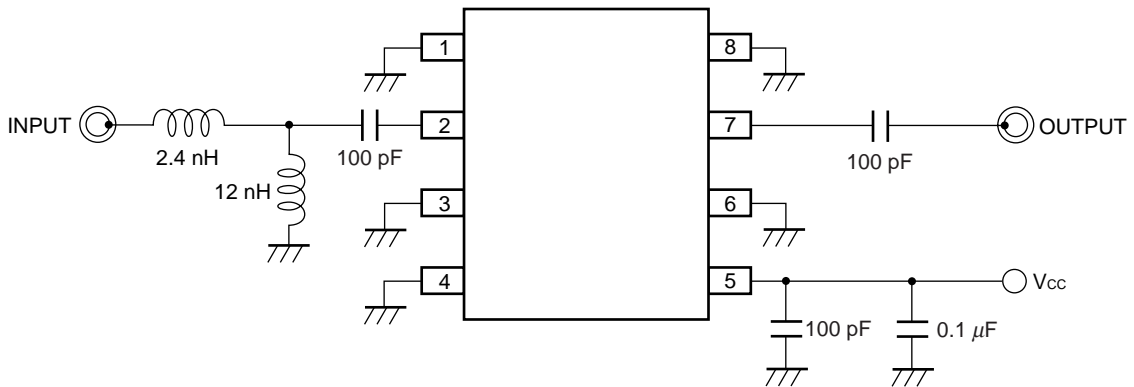 1
8
INPUT
2.4 nH
100 pF
2
7
100 pF
OUTPUT
12 nH
3
6
4
5
Vcc
100 pF
0.1 μF